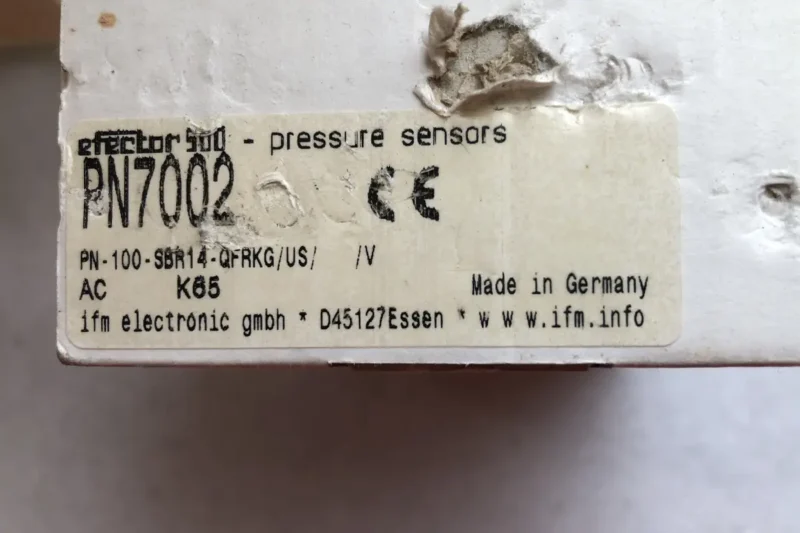 efector500 - pressure sensors
PN7002 CE
PN-100-SBR14-QFRKG/US/ /V
AC K65 Made in Germany
ifm electronic gmbh * D45127Essen * w w w.ifm.info